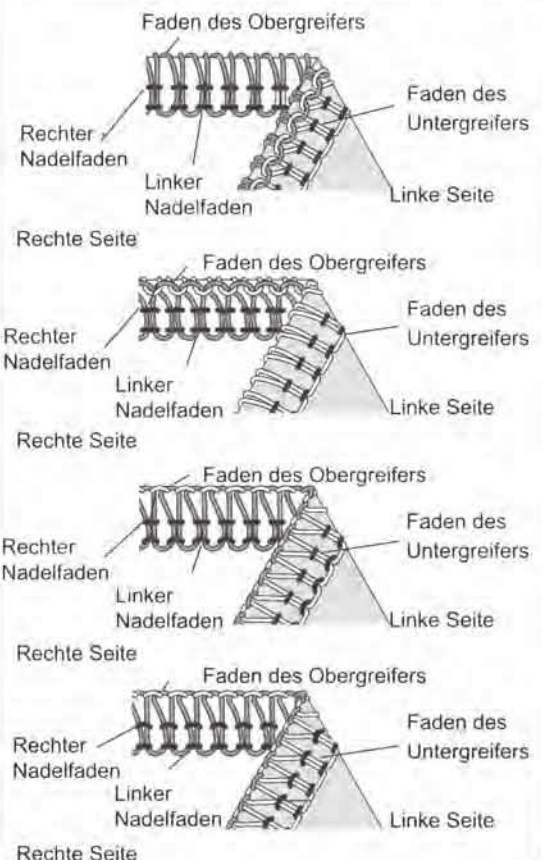 Faden des Obergreifers
Faden des
Untergreifers
Rechter
Nadelfaden
Linker
Nadelfaden
Linke Seite
Rechte Seite
Faden des Obergreifers
Faden des
Untergreifers
Rechter
Nadelfaden
Linker
Nadelfaden
Linke Seite
Rechte Seite
Faden des Obergreifers
Faden des
Untergreifers
Rechter
Nadelfaden
Linker
Nadelfaden
Linke Seite
Rechte Seite
Faden des Obergreifers
Faden des
Untergreifers
Rechter
Nadelfaden
Linker
Nadelfaden
Linke Seite
Rechte Seite